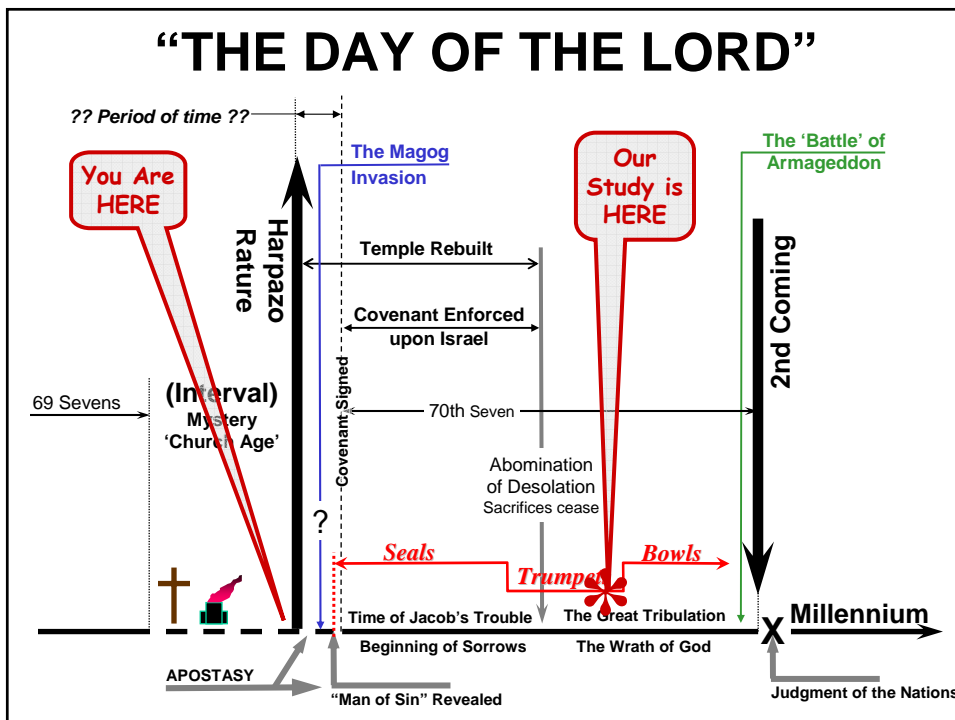 “THE DAY OF THE LORD”
?? Period of time ??
You Are
HERE
Harpazo
Rature
The Magog
Invasion
Our
Study is
HERE
The ‘Battle’ of
Armageddon
Temple Rebuilt
Covenant Enforced
upon Israel
2nd Coming
69 Sevens
(Interval)
Mystery
‘Church Age’
Covenant Signed
70th Seven
Abomination
of Desolation
Sacrifices cease
?
Seals
Trumpets
Bowls
Time of Jacob’s Trouble
The Great Tribulation
Millennium
X
Beginning of Sorrows
The Wrath of God
APOSTASY
“Man of Sin” Revealed
Judgment of the Nations